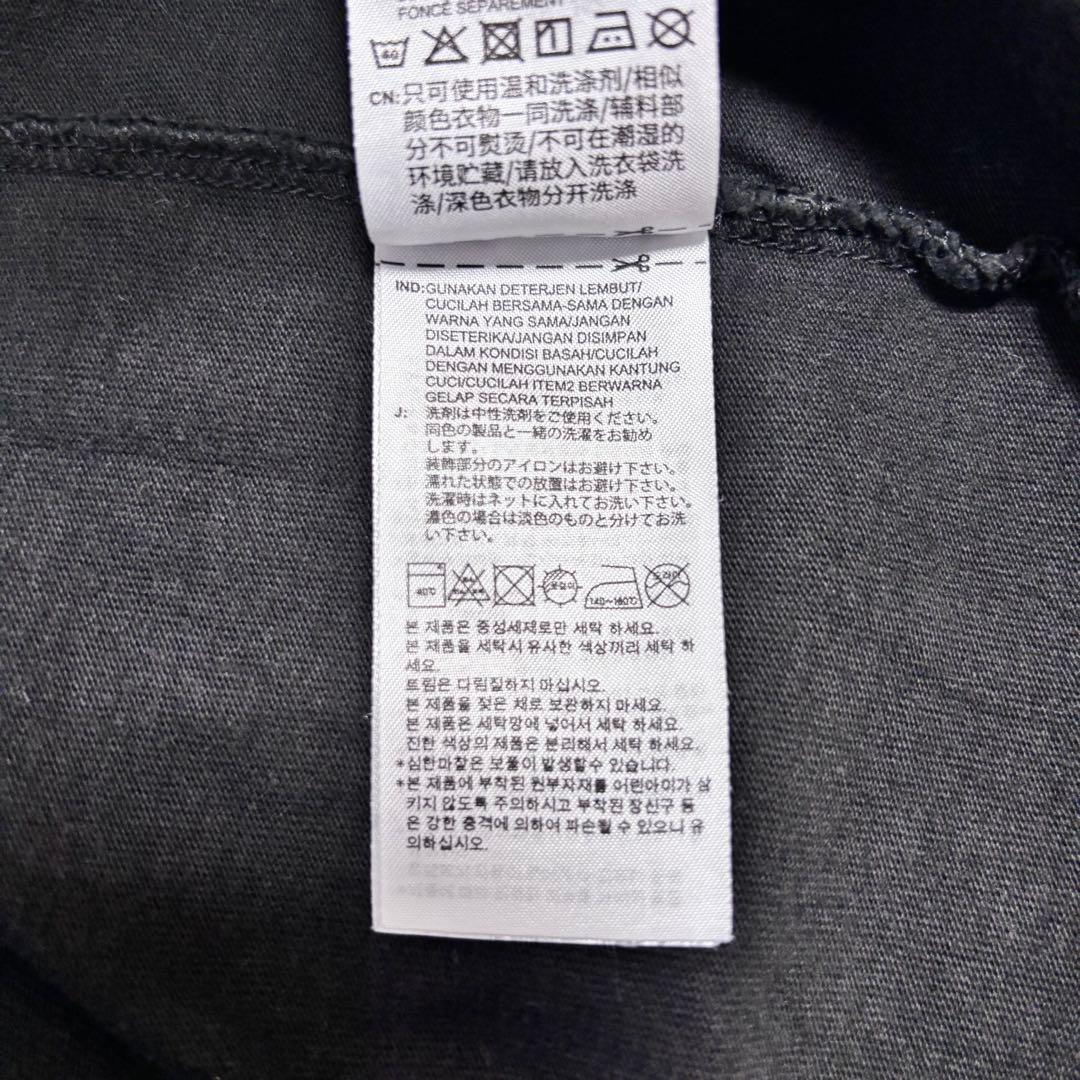 FONCÉ SÉPARÉMENT
40
CN:只可使用温和洗涤剂/相似
颜色衣物一同洗涤/辅料部
分不可熨烫/不可在潮湿的
环境贮藏/请放入洗衣袋洗
涤/深色衣物分开洗涤
IND:GUNAKAN DETERJEN LEMBUT/
CUCILAH BERSAMA-SAMA DENGAN
WARNA YANG SAMA/JANGAN
DISETERIKA/JANGAN DISIMPAN
DALAM KONDISI BASAH/CUCILAH
DENGAN MENGGUNAKAN KANTUNG
CUCI/CUCILAH ITEM2 BERWARNA
GELAP SECARA TERPISAH
J: 洗剤は中性洗剤をご使用ください。
同色の製品と一緒の洗濯をお勧め
します。
装飾部分のアイロンはお避け下さい。
濡れた状態での放置はお避け下さい。
洗濯時はネットに入れてお洗い下さい。
濃色の場合は淡色のものと分けてお洗
い下さい。
40℃ 옷걸이 140~160℃ 드라이
본 제품은 중성세제로만 세탁 하세요.
본 제품을 세탁시 유사한 색상끼리 세탁 하
세요.
트림은 다림질하지 마십시오.
본 제품을 젖은 채로 보관하지 마세요.
본 제품은 세탁망에 넣어서 세탁 하세요.
진한 색상의 제품은 분리해서 세탁 하세요.
*심한마찰은 보풀이 발생할수 있습니다.
*본 제품에 부착된 원부자재를 어린아이가 삼
키지 않도록 주의하시고 부착된 장신구 등
은 강한 충격에 의하여 파손될 수 있으니 유
의하십시오.